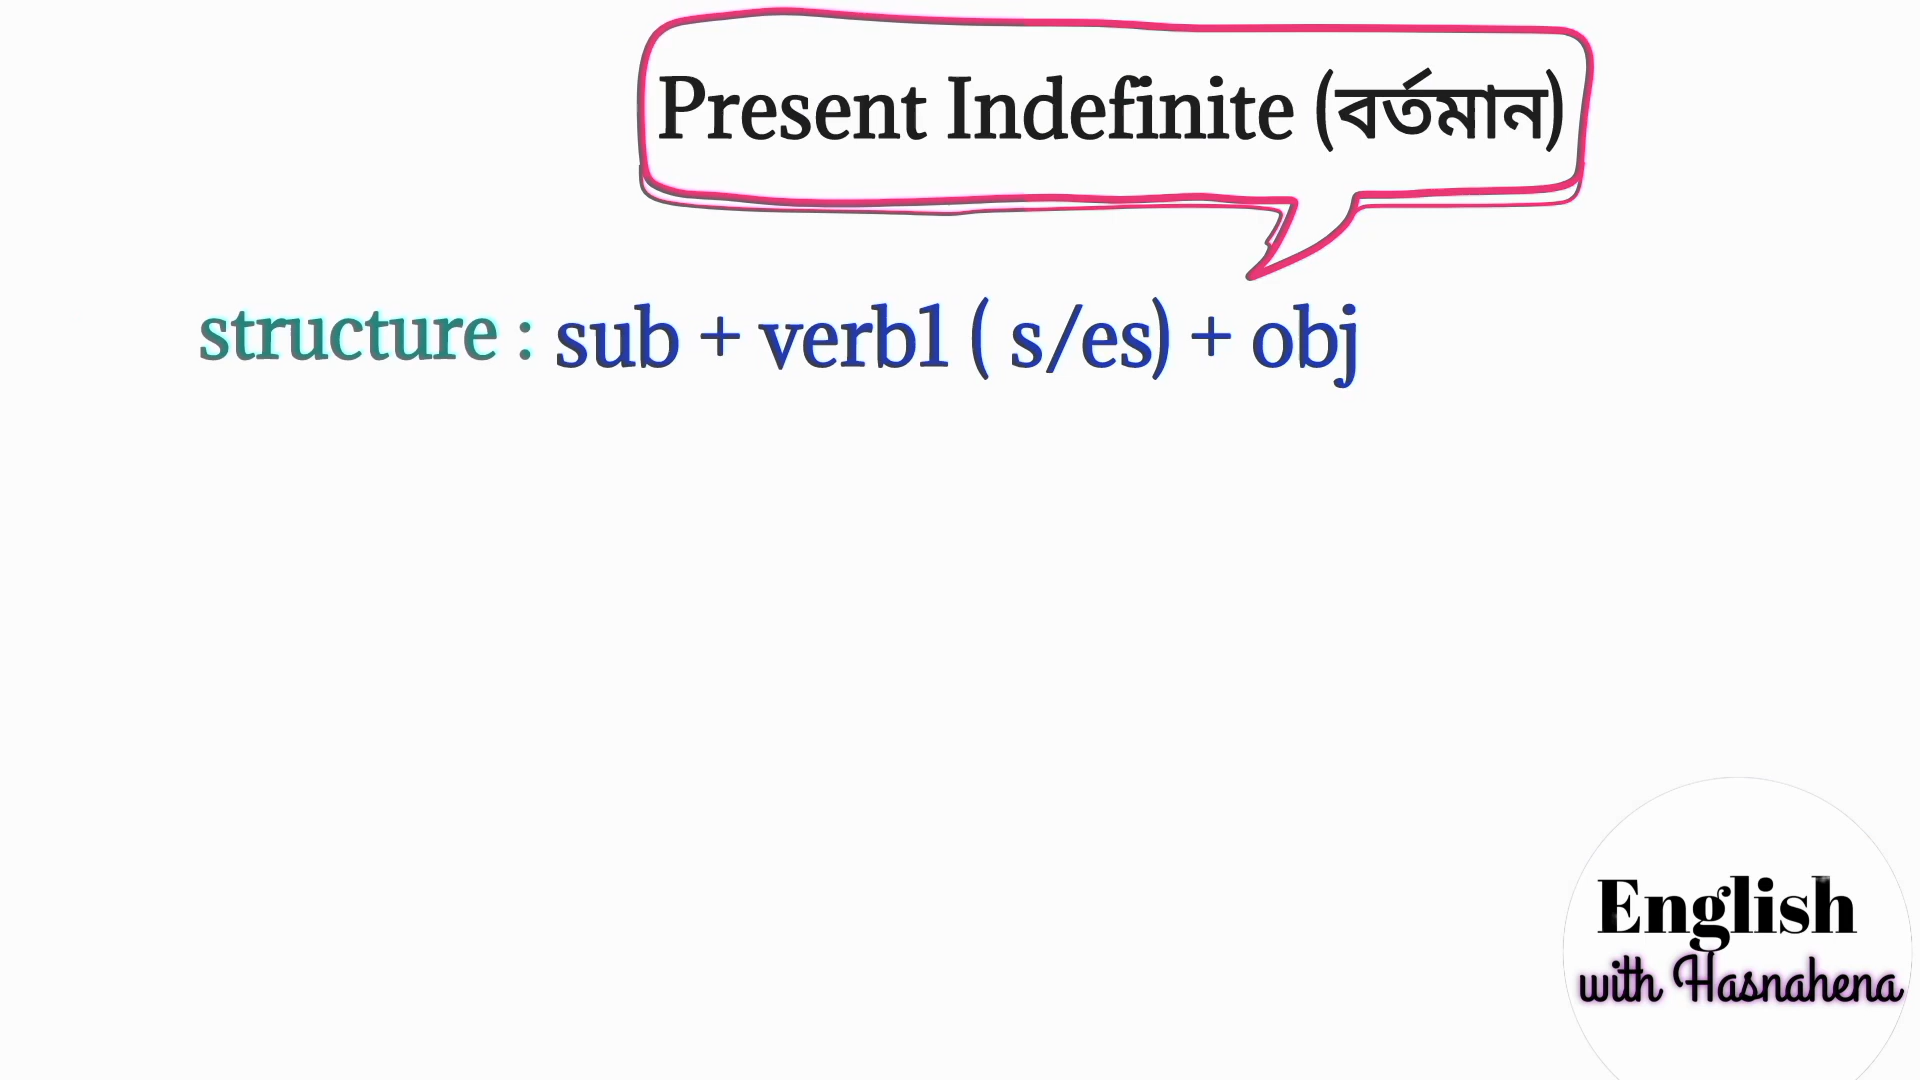 Present Indefinite (বর্তমান)
structure : sub + verb1 ( s/es) + obj
English
with Hasnahena